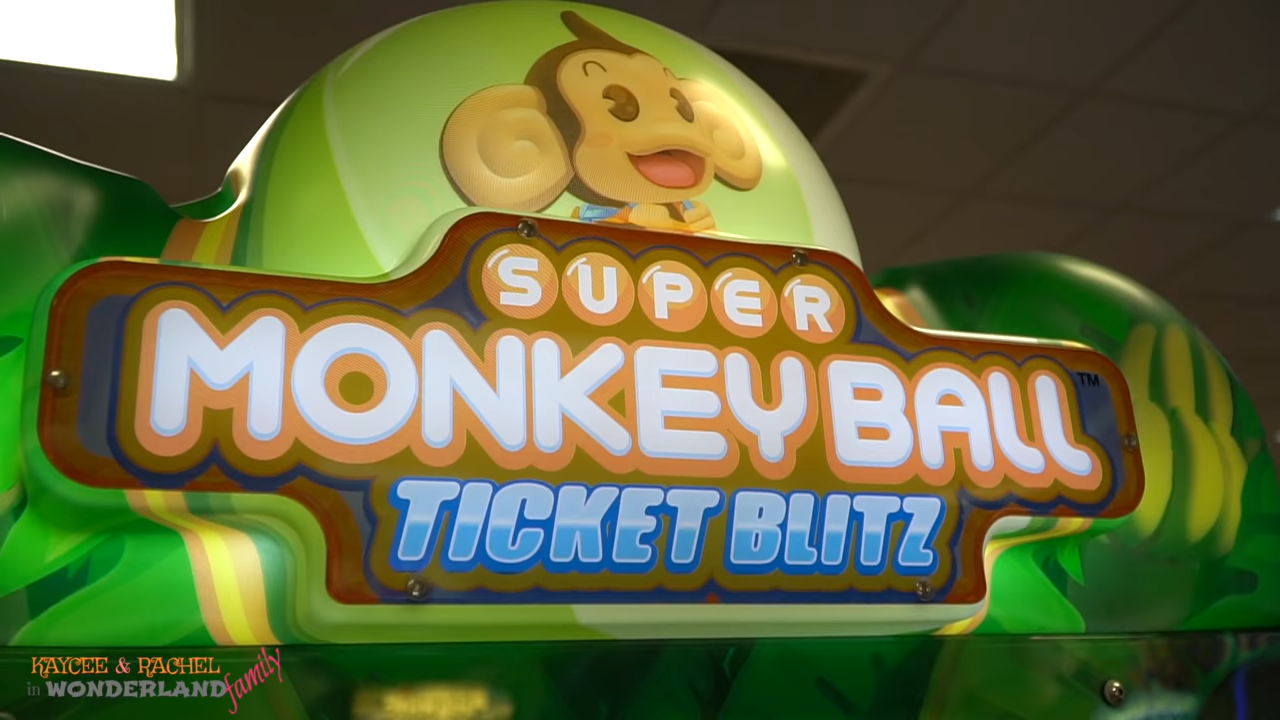 SUPER
MONKEY BALL™
TICKET BLITZ
KAYCEE & RACHEL
in WONDERLAND family